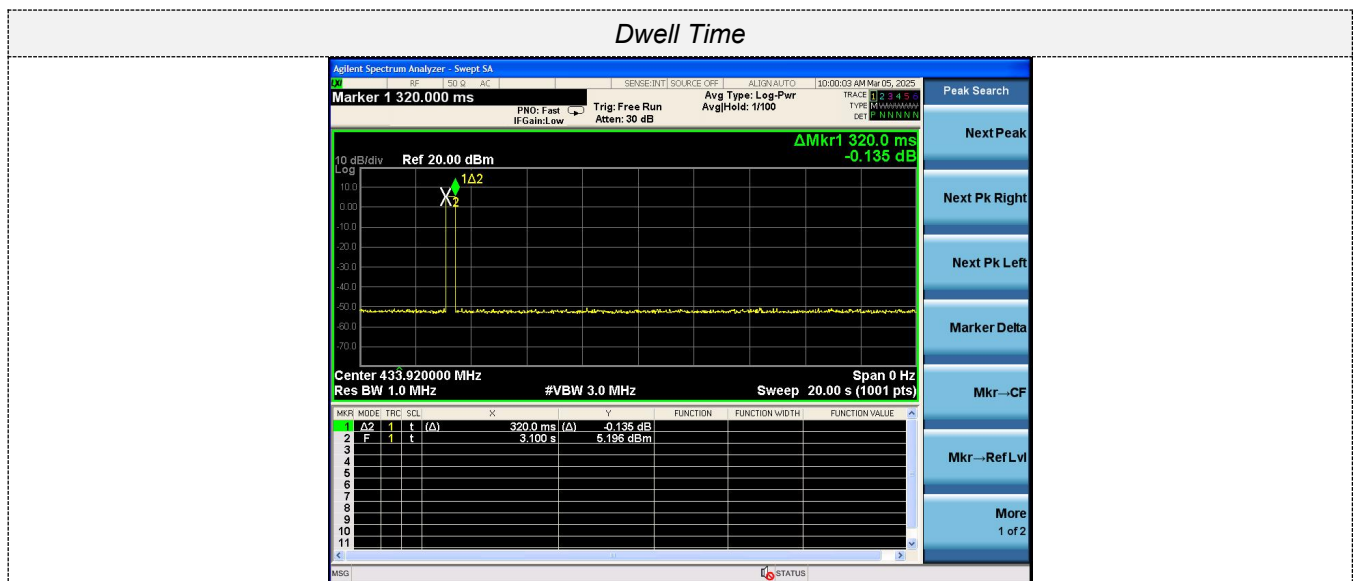 Dwell Time
Agilent Spectrum Analyzer - Swept SA
RF 50 Ω AC SENSE:INT SOURCE OFF ALIGN AUTO 10:00:03 AM Mar 05, 2025
Marker 1 320.000 ms
PNO: Fast
IFGain:Low
Trig: Free Run
Atten: 30 dB
Avg Type: Log-Pwr
Avg|Hold: 1/100
TRACE 1 2 3 4 5 6
TYPE M
DET P N N N N N
Peak Search
Next Peak
Next Pk Right
Next Pk Left
Marker Delta
Mkr→CF
Mkr→Ref Lvl
More
1 of 2
ΔMkr1 320.0 ms
-0.135 dB
10 dB/div Ref 20.00 dBm
Log
10.0
0.00
-10.0
-20.0
-30.0
-40.0
-50.0
-60.0
-70.0
1Δ2
2
Center 433.920000 MHz Span 0 Hz
Res BW 1.0 MHz #VBW 3.0 MHz Sweep 20.00 s (1001 pts)
MKR MODE TRC SCL X Y FUNCTION FUNCTION WIDTH FUNCTION VALUE
1 Δ2 1 t (Δ) 320.0 ms (Δ) -0.135 dB
2 F 1 t 3.100 s 5.196 dBm
3
4
5
6
7
8
9
10
11
MSG STATUS